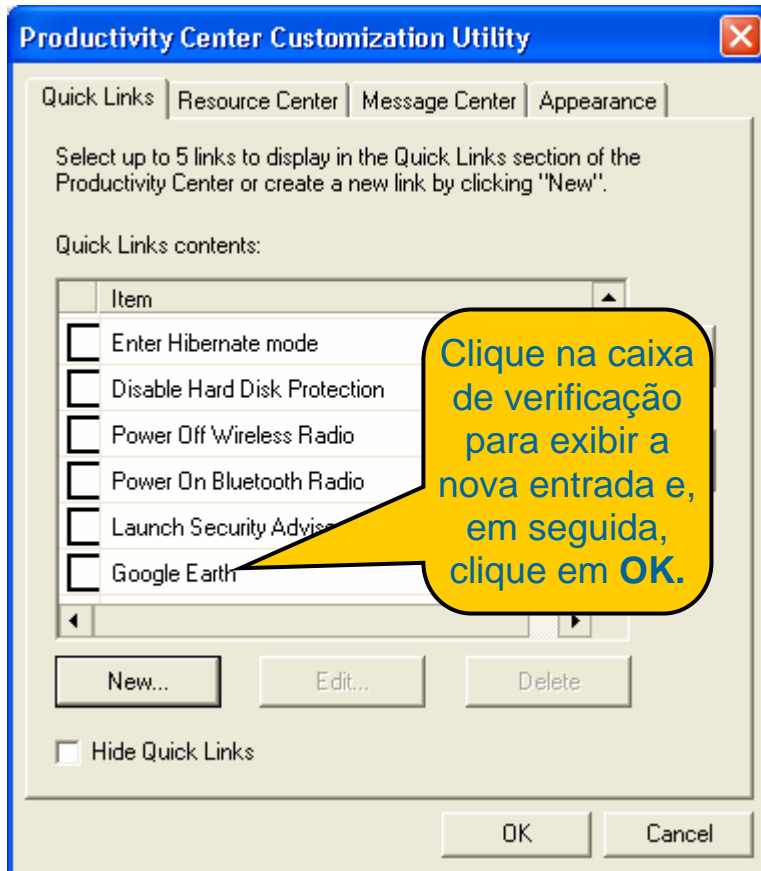 Productivity Center Customization Utility
Quick Links Resource Center Message Center Appearance
Select up to 5 links to display in the Quick Links section of the
Productivity Center or create a new link by clicking "New".
Quick Links contents:
Item
Enter Hibernate mode
Disable Hard Disk Protection
Power Off Wireless Radio
Power On Bluetooth Radio
Launch Security
Google Earth
Clique na caixa
de verificação
para exibir a
nova entrada e,
em seguida,
clique em OK.
New... Edit... Delete
Hide Quick Links
OK Cancel